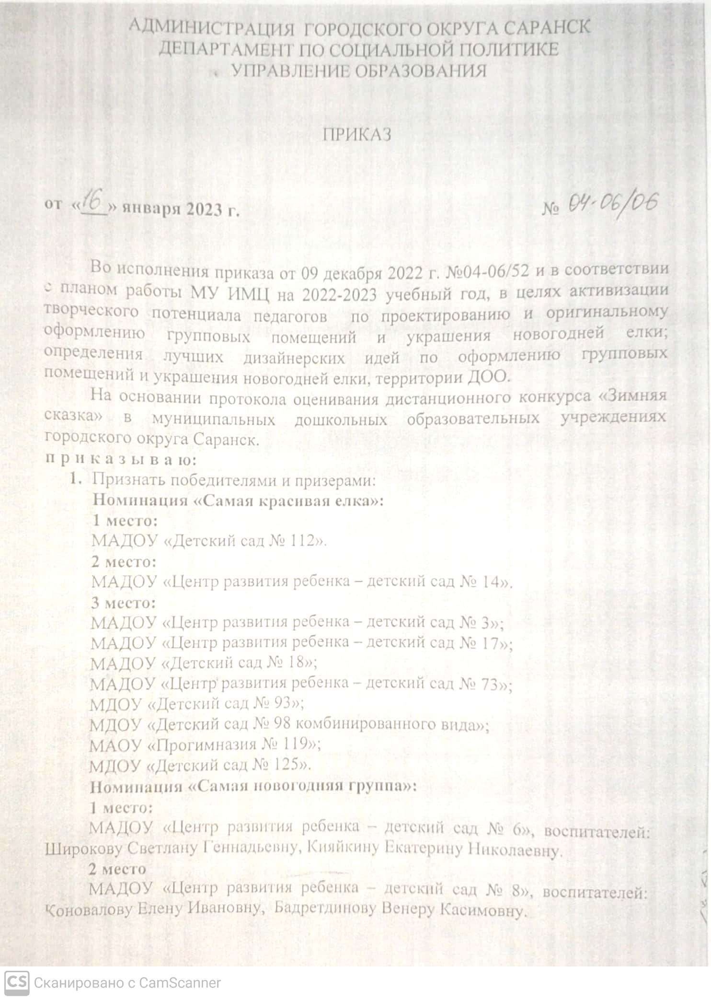 АДМИНИСТРАЦИЯ ГОРОДСКОГО ОКРУГА САРАНСК
ДЕПАРТАМЕНТ ПО СОЦИАЛЬНОЙ ПОЛИТИКЕ
УПРАВЛЕНИЕ ОБРАЗОВАНИЯ
ПРИКАЗ
от «16» января 2023 г. № 04-06/06
Во исполнения приказа от 09 декабря 2022 г. №04-06/52 и в соответствии
с планом работы МУ ИМЦ на 2022-2023 учебный год, в целях активизации
творческого потенциала педагогов по проектированию и оригинальному
оформлению групповых помещений и украшения новогодней елки;
определения лучших дизайнерских идей по оформлению групповых
помещений и украшения новогодней елки, территории ДОО.
На основании протокола оценивания дистанционного конкурса «Зимняя
сказка» в муниципальных дошкольных образовательных учреждениях
городского округа Саранск.
п р и к а з ы в а ю:
1. Признать победителями и призерами:
Номинация «Самая красивая елка»:
1 место:
МАДОУ «Детский сад № 112».
2 место:
МАДОУ «Центр развития ребенка – детский сад № 14».
3 место:
МАДОУ «Центр развития ребенка – детский сад № 3»;
МАДОУ «Центр развития ребенка – детский сад № 17»;
МАДОУ «Детский сад № 18»;
МАДОУ «Центр развития ребенка – детский сад № 73»;
МДОУ «Детский сад № 93»;
МДОУ «Детский сад № 98 комбинированного вида»;
МАОУ «Прогимназия № 119»;
МДОУ «Детский сад № 125».
Номинация «Самая новогодняя группа»:
1 место:
МАДОУ «Центр развития ребенка – детский сад № 6», воспитателей:
Широкову Светлану Геннадьевну, Кияйкину Екатерину Николаевну.
2 место
МАДОУ «Центр развития ребенка – детский сад № 8», воспитателей:
Коновалову Елену Ивановну, Бадретдинову Венеру Касимовну.
CS Сканировано с CamScanner